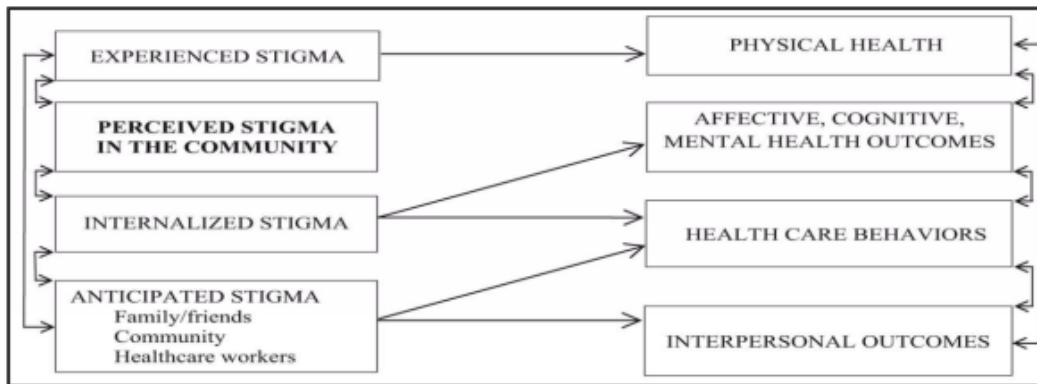 EXPERIENCED STIGMA
PERCEIVED STIGMA
IN THE COMMUNITY
INTERNALIZED STIGMA
ANTICIPATED STIGMA
Family/friends
Community
Healthcare workers
PHYSICAL HEALTH
AFFECTIVE, COGNITIVE,
MENTAL HEALTH OUTCOMES
HEALTH CARE BEHAVIORS
INTERPERSONAL OUTCOMES